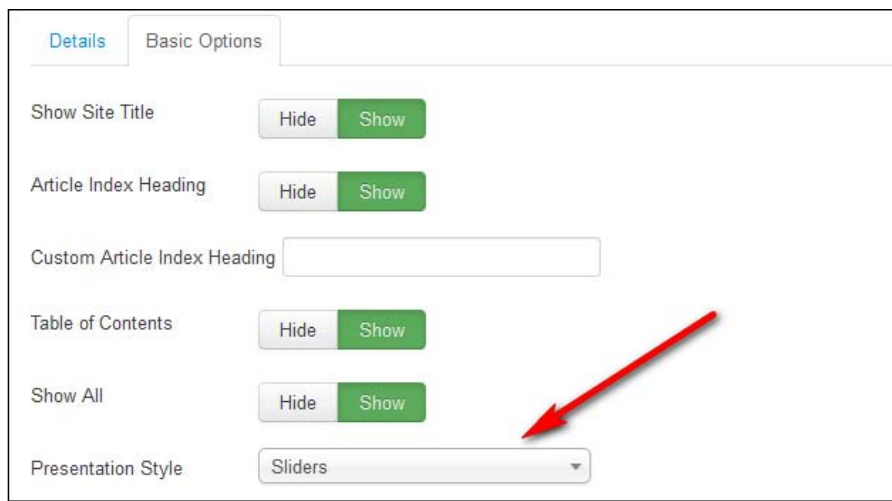 Details Basic Options
Show Site Title Hide Show
Article Index Heading Hide Show
Custom Article Index Heading
Table of Contents Hide Show
Show All Hide Show
Presentation Style Sliders